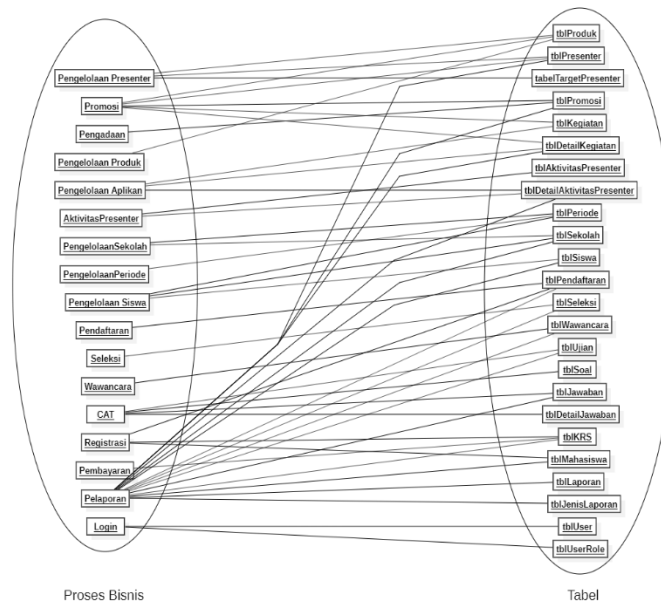 Pengelolaan Presenter
Promosi
Pengadaan
Pengelolaan Produk
Pengelolaan Aplikan
AktivitasPresenter
PengelolaanSekolah
PengelolaanPeriode
Pengelolaan Siswa
Pendaftaran
Seleksi
Wawancara
CAT
Registrasi
Pembayaran
Pelaporan
Login
Proses Bisnis
tblProduk
tblPresenter
tabelTargetPresenter
tblPromosi
tblKegiatan
tblDetailKegiatan
tblAktivitasPresenter
tblDetailAktivitasPresenter
tblPeriode
tblSekolah
tblSiswa
tblPendaftaran
tblSeleksi
tblWawancara
tblUjian
tblSoal
tblJawaban
tblDetailJawaban
tblKRS
tblMahasiswa
tblLaporan
tblJenisLaporan
tblUser
tblUserRole
Tabel